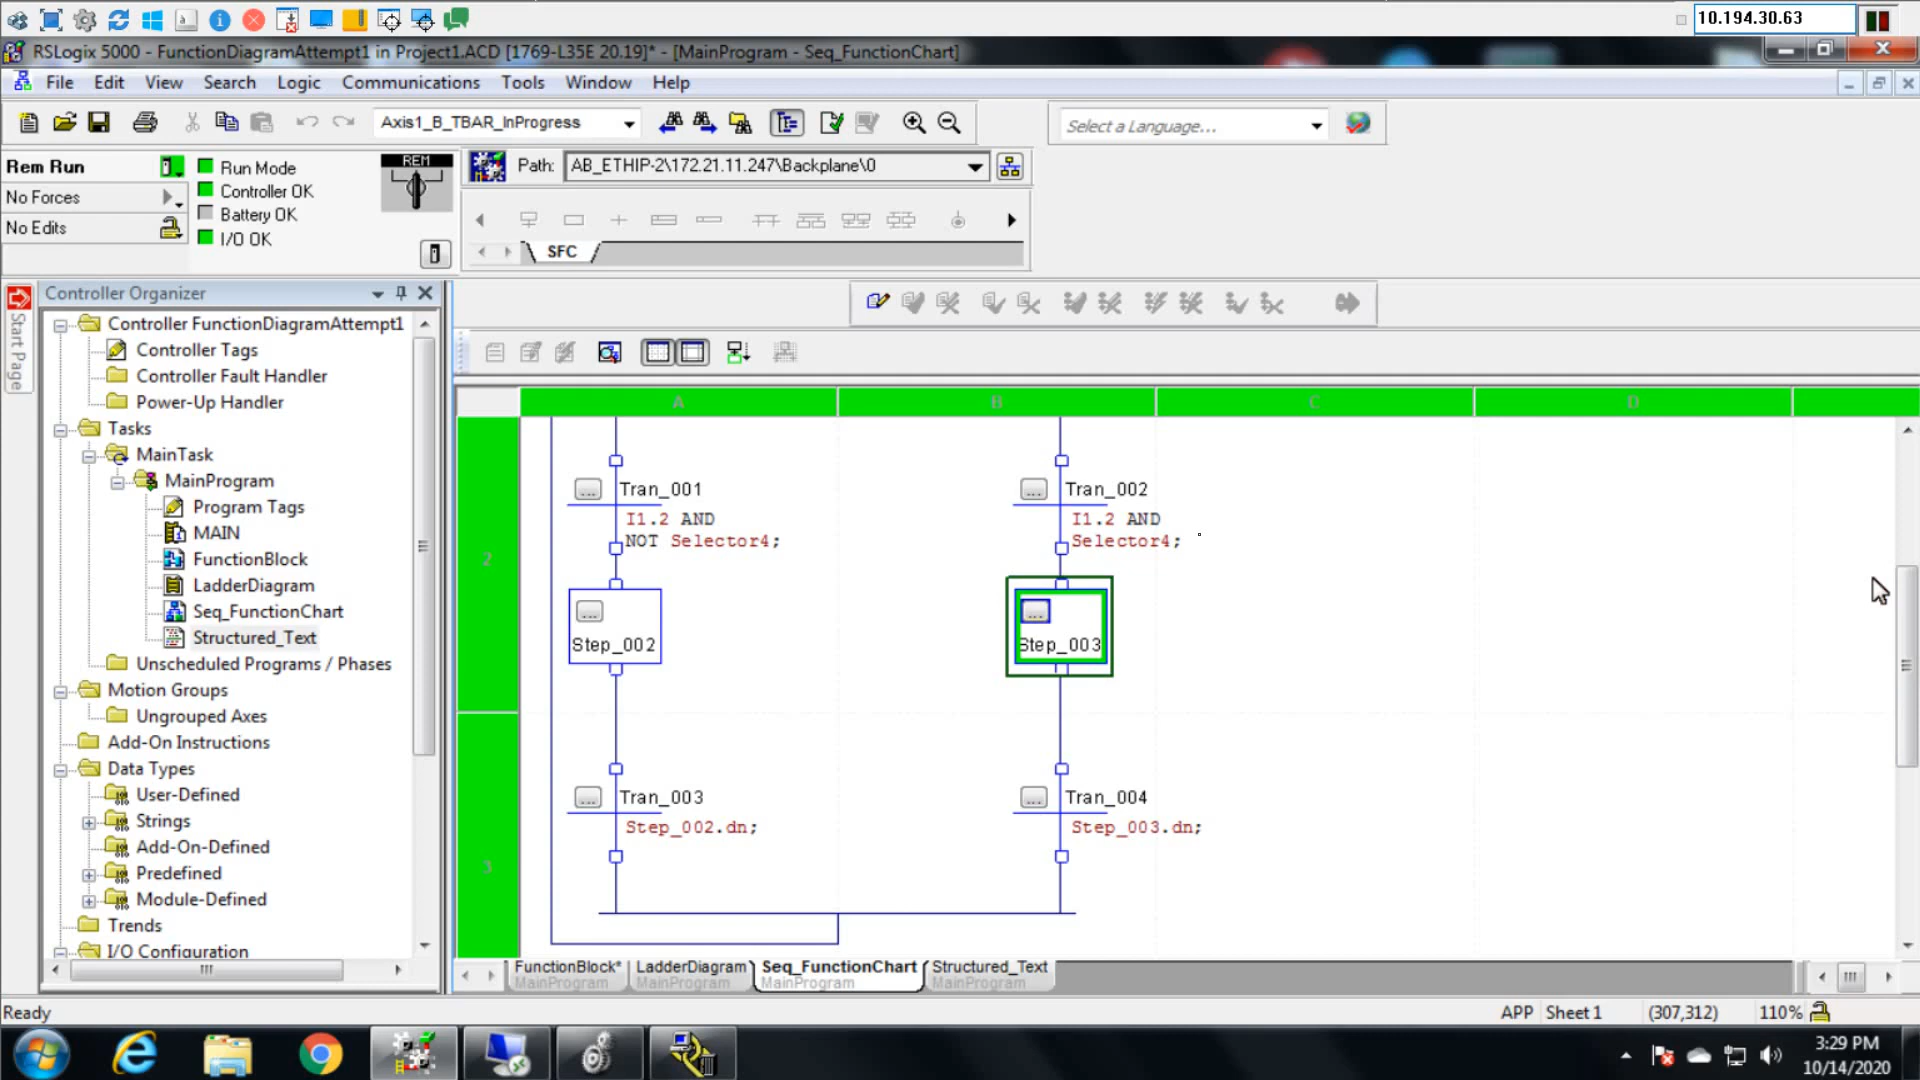 10.194.30.63
RSLogix 5000 - FunctionDiagramAttempt1 in Project1.ACD [1769-L35E 20.19]* - [MainProgram - Seq_FunctionChart]
File Edit View Search Logic Communications Tools Window Help
Axis1_B_TBAR_InProgress
Select a Language...
Rem Run
No Forces
No Edits
Run Mode
Controller OK
Battery OK
I/O OK
REM
Path: AB_ETHIP-2\172.21.11.247\Backplane\0
SFC
Start Page
Controller Organizer
Controller FunctionDiagramAttempt1
Controller Tags
Controller Fault Handler
Power-Up Handler
Tasks
MainTask
MainProgram
Program Tags
MAIN
FunctionBlock
LadderDiagram
Seq_FunctionChart
Structured_Text
Unscheduled Programs / Phases
Motion Groups
Ungrouped Axes
Add-On Instructions
Data Types
User-Defined
Strings
Add-On-Defined
Predefined
Module-Defined
Trends
I/O Configuration
A B C D
2
3
Tran_001
I1.2 AND
NOT Selector4;
Step_002
Tran_003
Step_002.dn;
Tran_002
I1.2 AND
Selector4;
Step_003
Tran_004
Step_003.dn;
FunctionBlock* LadderDiagram Seq_FunctionChart Structured_Text
MainProgram MainProgram MainProgram MainProgram
Ready
APP Sheet 1 (307,312) 110%
3:29 PM
10/14/2020